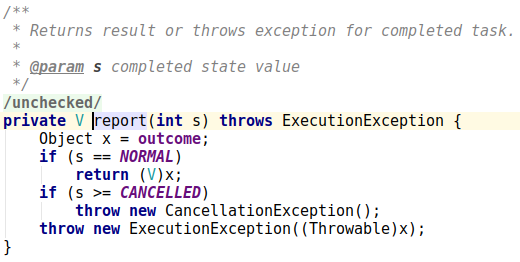 /**
 * Returns result or throws exception for completed task.
 *
 * @param s completed state value
 */
/unchecked/
private V report(int s) throws ExecutionException {
    Object x = outcome;
    if (s == NORMAL)
        return (V)x;
    if (s >= CANCELLED)
        throw new CancellationException();
    throw new ExecutionException((Throwable)x);
}